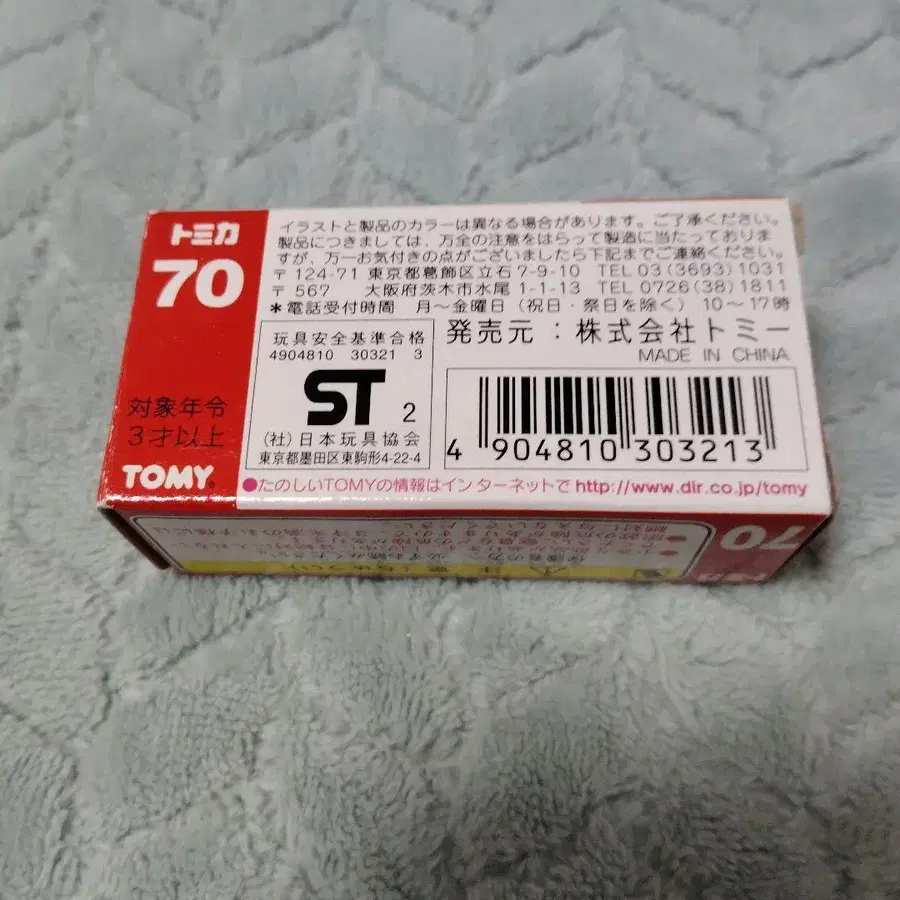 トミカ
70
対象年令
3才以上
TOMY
イラストと製品のカラーは異なる場合があります。ご了承ください。
製品につきましては、万全の注意をはらって製造に当たっておりま
すが、万一お気付きの点がございましたら下記までご連絡ください。
〒124-71 東京都葛飾区立石7-9-10 TEL 03(3693)1031
〒567 大阪府茨木市水尾1-1-13 TEL 0726(38)1811
*電話受付時間 月〜金曜日(祝日・祭日を除く)10〜17時
玩具安全基準合格
4904810 30321 3
ST 2
(社)日本玩具協会
東京都墨田区東駒形4-22-4
発売元:株式会社トミー
MADE IN CHINA
4 904810 303213
●たのしいTOMYの情報はインターネットで http://www.dir.co.jp/tomy
70
トミカ